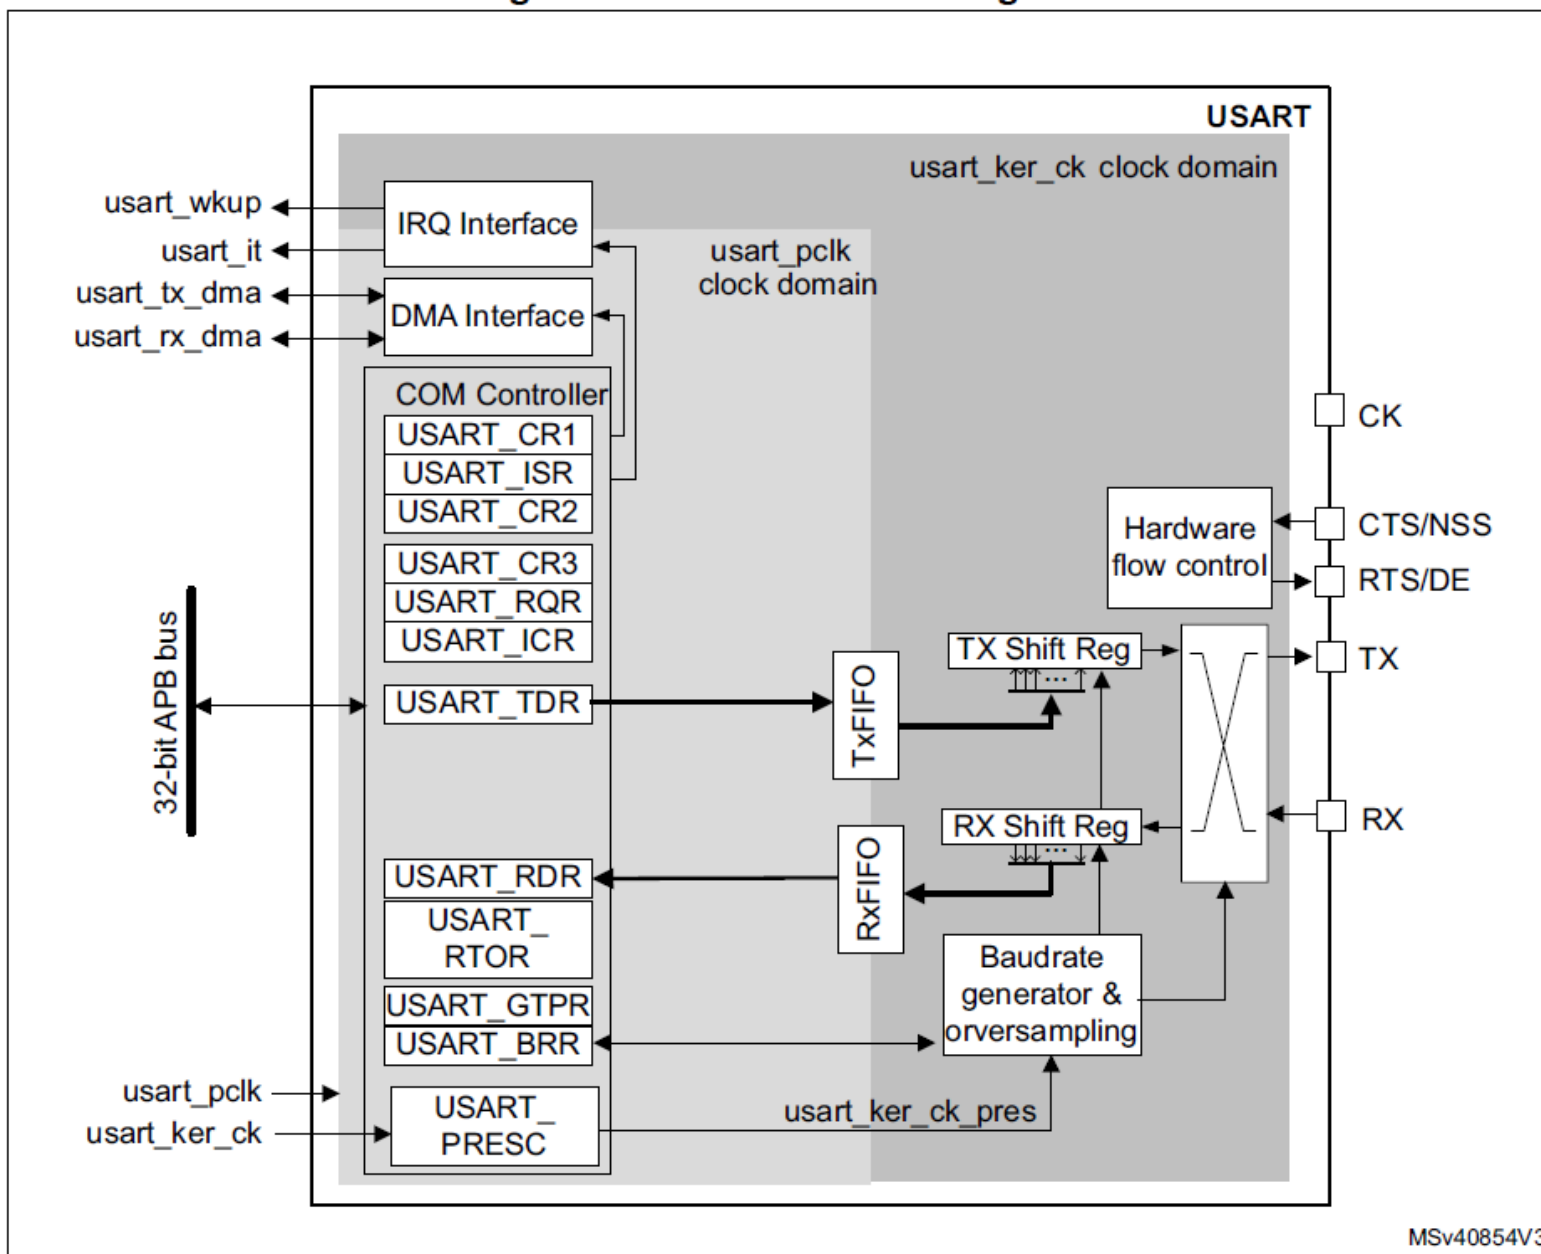 USART
usart_ker_ck clock domain
usart_wkup
IRQ Interface
usart_it
usart_pclk
clock domain
usart_tx_dma
DMA Interface
usart_rx_dma
COM Controller
USART_CR1
USART_ISR
USART_CR2
USART_CR3
USART_RQR
USART_ICR
USART_TDR
32-bit APB bus
USART_RDR
USART_
RTOR
USART_GTPR
USART_BRR
usart_pclk
usart_ker_ck
USART_
PRESC
usart_ker_ck_pres
TxFIFO
RxFIFO
TX Shift Reg
...
RX Shift Reg
...
Baudrate
generator &
orversampling
Hardware
flow control
CK
CTS/NSS
RTS/DE
TX
RX
MSv40854V3